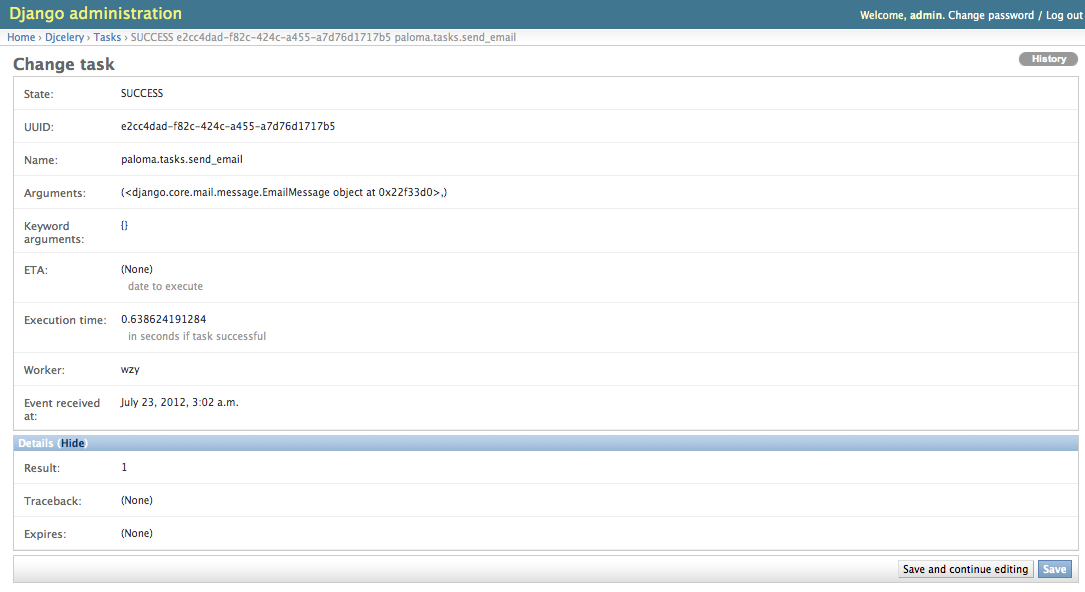 Django administration
Welcome, admin. Change password / Log out
Home › Djcelery › Tasks › SUCCESS e2cc4dad-f82c-424c-a455-a7d76d1717b5 paloma.tasks.send_email
Change task
History
State: SUCCESS
UUID: e2cc4dad-f82c-424c-a455-a7d76d1717b5
Name: paloma.tasks.send_email
Arguments: (<django.core.mail.message.EmailMessage object at 0x22f33d0>,)
Keyword {}
arguments:
ETA: (None)
date to execute
Execution time: 0.638624191284
in seconds if task successful
Worker: wzy
Event received July 23, 2012, 3:02 a.m.
at:
Details (Hide)
Result: 1
Traceback: (None)
Expires: (None)
Save and continue editing Save